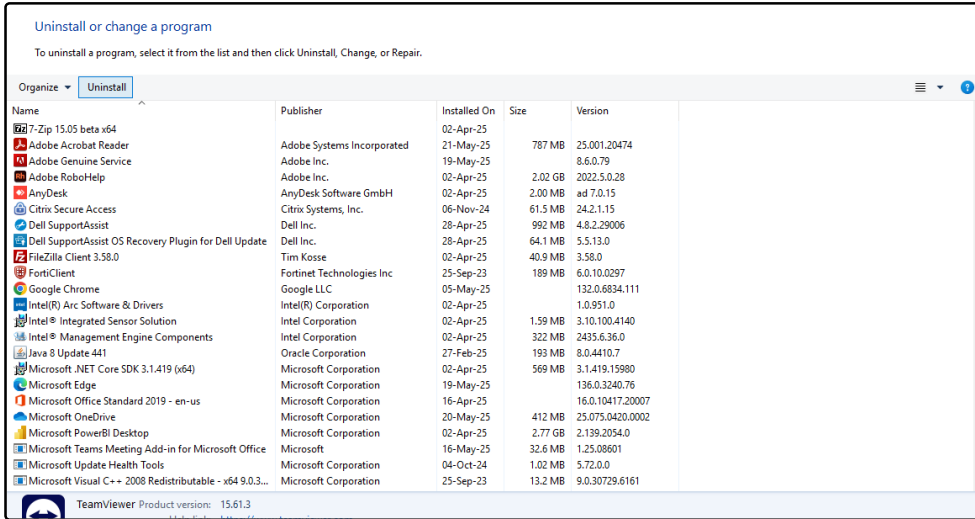 Uninstall or change a program
To uninstall a program, select it from the list and then click Uninstall, Change, or Repair.
Organize Uninstall
Name Publisher Installed On Size Version
7-Zip 15.05 beta x64 02-Apr-25
Adobe Acrobat Reader Adobe Systems Incorporated 21-May-25 787 MB 25.001.20474
Adobe Genuine Service Adobe Inc. 19-May-25 8.6.0.79
Adobe RoboHelp Adobe Inc. 02-Apr-25 2.02 GB 2022.5.0.28
AnyDesk AnyDesk Software GmbH 02-Apr-25 2.00 MB ad 7.0.15
Citrix Secure Access Citrix Systems, Inc. 06-Nov-24 61.5 MB 24.2.1.15
Dell SupportAssist Dell Inc. 28-Apr-25 992 MB 4.8.2.29006
Dell SupportAssist OS Recovery Plugin for Dell Update Dell Inc. 28-Apr-25 64.1 MB 5.5.13.0
FileZilla Client 3.58.0 Tim Kosse 02-Apr-25 40.9 MB 3.58.0
FortiClient Fortinet Technologies Inc 25-Sep-23 189 MB 6.0.10.0297
Google Chrome Google LLC 05-May-25 132.0.6834.111
Intel(R) Arc Software & Drivers Intel(R) Corporation 02-Apr-25 1.0.951.0
Intel® Integrated Sensor Solution Intel Corporation 02-Apr-25 1.59 MB 3.10.100.4140
Intel® Management Engine Components Intel Corporation 02-Apr-25 322 MB 2435.6.36.0
Java 8 Update 441 Oracle Corporation 27-Feb-25 193 MB 8.0.4410.7
Microsoft .NET Core SDK 3.1.419 (x64) Microsoft Corporation 02-Apr-25 569 MB 3.1.419.15980
Microsoft Edge Microsoft Corporation 19-May-25 136.0.3240.76
Microsoft Office Standard 2019 - en-us Microsoft Corporation 16-Apr-25 16.0.10417.20007
Microsoft OneDrive Microsoft Corporation 20-May-25 412 MB 25.075.0420.0002
Microsoft PowerBI Desktop Microsoft Corporation 02-Apr-25 2.77 GB 2.139.2054.0
Microsoft Teams Meeting Add-in for Microsoft Office Microsoft 16-May-25 32.6 MB 1.25.08601
Microsoft Update Health Tools Microsoft Corporation 04-Oct-24 1.02 MB 5.72.0.0
Microsoft Visual C++ 2008 Redistributable - x64 9.0.3... Microsoft Corporation 25-Sep-23 13.2 MB 9.0.30729.6161
TeamViewer Product version: 15.61.3